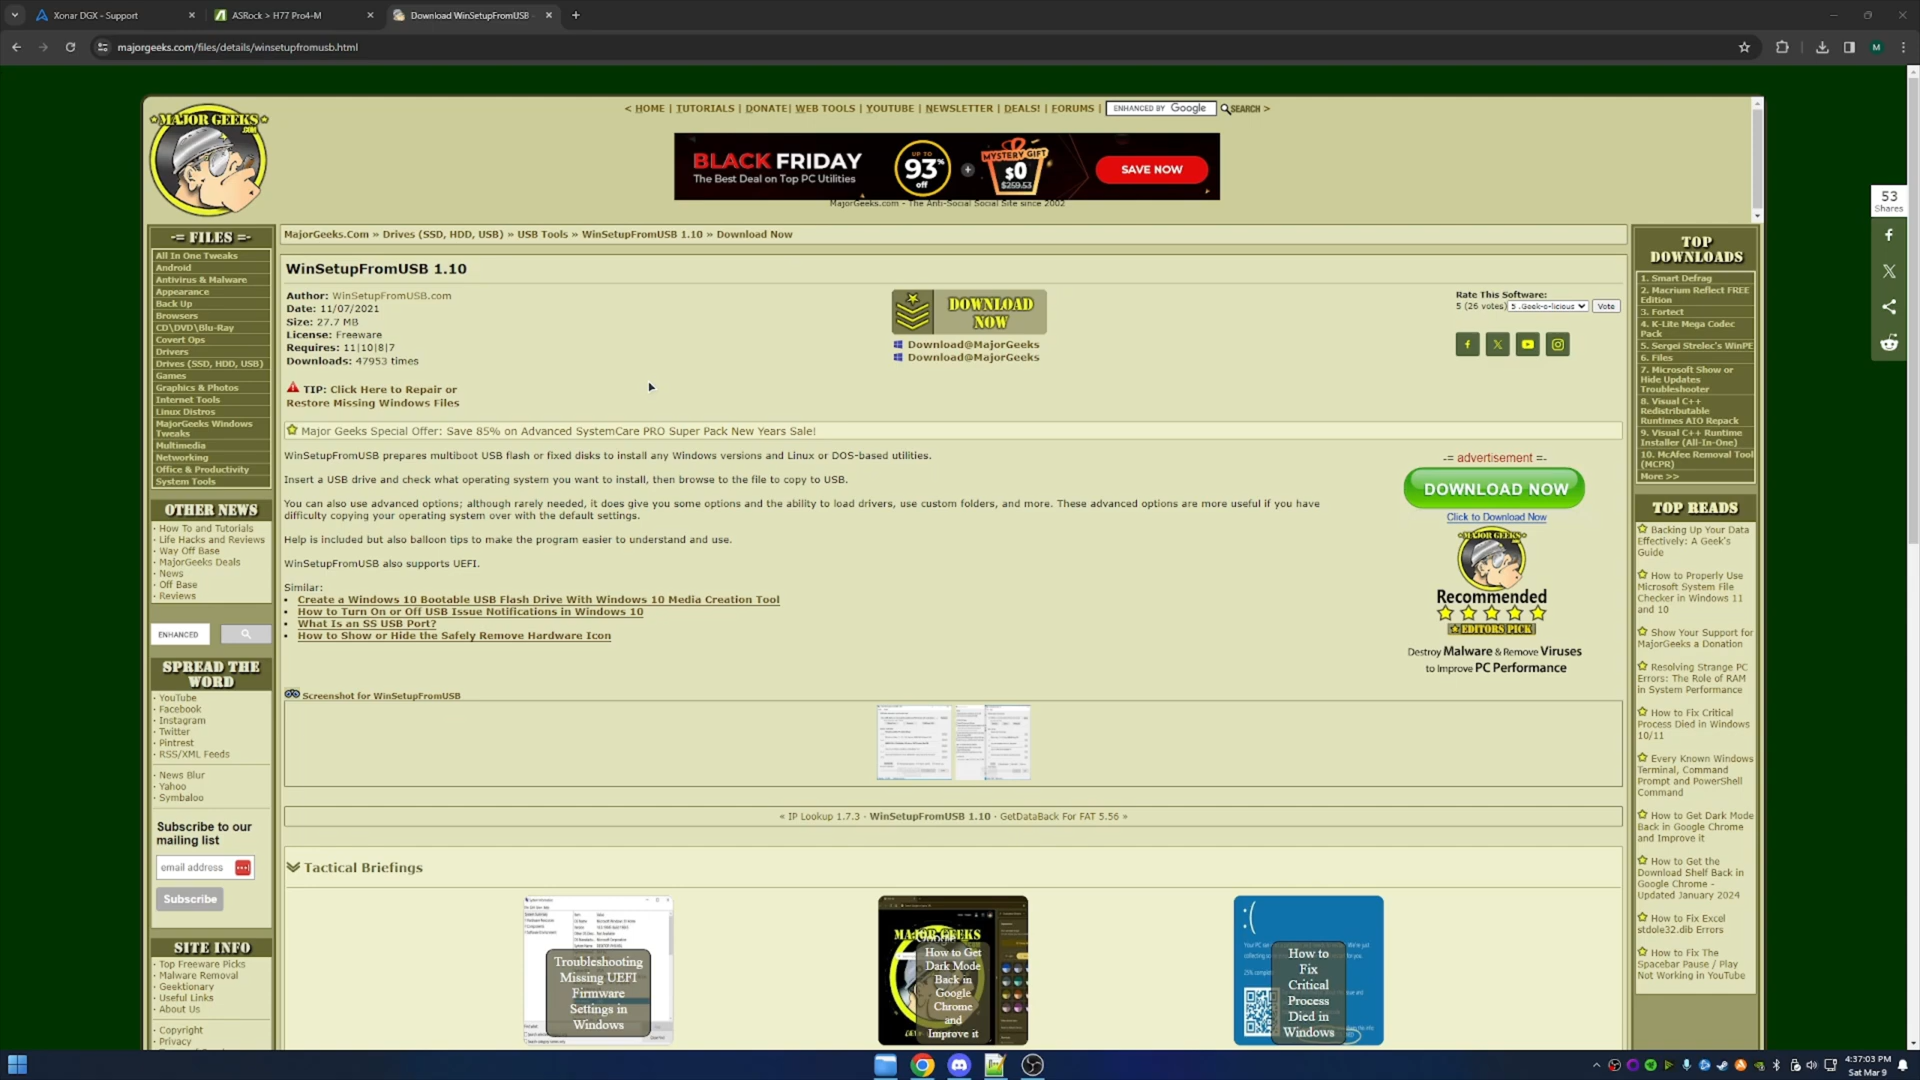 Xonar DGX - Support
ASRock > H77 Pro4-M
Download WinSetupFromUSB
majorgeeks.com/files/details/winsetupfromusb.html
M
MAJOR GEEKS
.COM
< HOME | TUTORIALS | DONATE| WEB TOOLS | YOUTUBE | NEWSLETTER | DEALS! | FORUMS | ENHANCED BY Google SEARCH >
BLACK FRIDAY
The Best Deal on Top PC Utilities
UP TO
93%
off
+
MYSTERY GIFT
$0
$259.53
SAVE NOW
MajorGeeks.com - The Anti-Social Social Site since 2002
53
Shares
-= FILES =-
All In One Tweaks
Android
Antivirus & Malware
Appearance
Back Up
Browsers
CD\DVD\Blu-Ray
Covert Ops
Drivers
Drives (SSD, HDD, USB)
Games
Graphics & Photos
Internet Tools
Linux Distros
MajorGeeks Windows
Tweaks
Multimedia
Networking
Office & Productivity
System Tools
OTHER NEWS
· How To and Tutorials
· Life Hacks and Reviews
· Way Off Base
· MajorGeeks Deals
· News
· Off Base
· Reviews
ENHANCED
SPREAD THE
WORD
· YouTube
· Facebook
· Instagram
· Twitter
· Pintrest
· RSS/XML Feeds
· News Blur
· Yahoo
· Symbaloo
Subscribe to our
mailing list
email address
Subscribe
SITE INFO
· Top Freeware Picks
· Malware Removal
· Geektionary
· Useful Links
· About Us
· Copyright
· Privacy
MajorGeeks.Com » Drives (SSD, HDD, USB) » USB Tools » WinSetupFromUSB 1.10 » Download Now
WinSetupFromUSB 1.10
Author: WinSetupFromUSB.com
Date: 11/07/2021
Size: 27.7 MB
License: Freeware
Requires: 11|10|8|7
Downloads: 47953 times
TIP: Click Here to Repair or
Restore Missing Windows Files
DOWNLOAD
NOW
Download@MajorGeeks
Download@MajorGeeks
Rate This Software:
5 (26 votes) 5 .Geek-o-licious Vote
Major Geeks Special Offer: Save 85% on Advanced SystemCare PRO Super Pack New Years Sale!
WinSetupFromUSB prepares multiboot USB flash or fixed disks to install any Windows versions and Linux or DOS-based utilities.
Insert a USB drive and check what operating system you want to install, then browse to the file to copy to USB.
You can also use advanced options; although rarely needed, it does give you some options and the ability to load drivers, use custom folders, and more. These advanced options are more useful if you have
difficulty copying your operating system over with the default settings.
Help is included but also balloon tips to make the program easier to understand and use.
WinSetupFromUSB also supports UEFI.
Similar:
• Create a Windows 10 Bootable USB Flash Drive With Windows 10 Media Creation Tool
• How to Turn On or Off USB Issue Notifications in Windows 10
• What Is an SS USB Port?
• How to Show or Hide the Safely Remove Hardware Icon
-= advertisement =-
DOWNLOAD NOW
Click to Download Now
MAJOR GEEKS
Recommended
EDITORS PICK
Destroy Malware & Remove Viruses
to Improve PC Performance
Screenshot for WinSetupFromUSB
« IP Lookup 1.7.3 · WinSetupFromUSB 1.10 · GetDataBack For FAT 5.56 »
Tactical Briefings
Troubleshooting
Missing UEFI
Firmware
Settings in
Windows
MAJOR GEEKS
How to Get
Dark Mode
Back in
Google
Chrome
and
Improve it
:(
How to
Fix
Critical
Process
Died in
Windows
TOP
DOWNLOADS
1. Smart Defrag
2. Macrium Reflect FREE
Edition
3. Fortect
4. K-Lite Mega Codec
Pack
5. Sergei Strelec's WinPE
6. Files
7. Microsoft Show or
Hide Updates
Troubleshooter
8. Visual C++
Redistributable
Runtimes AIO Repack
9. Visual C++ Runtime
Installer (All-In-One)
10. McAfee Removal Tool
(MCPR)
More >>
TOP READS
Backing Up Your Data
Effectively: A Geek's
Guide
How to Properly Use
Microsoft System File
Checker in Windows 11
and 10
Show Your Support for
MajorGeeks a Donation
Resolving Strange PC
Errors: The Role of RAM
in System Performance
How to Fix Critical
Process Died in Windows
10/11
Every Known Windows
Terminal, Command
Prompt and PowerShell
Command
How to Get Dark Mode
Back in Google Chrome
and Improve it
How to Get the
Download Shelf Back in
Google Chrome -
Updated January 2024
How to Fix Excel
stdole32.dib Errors
How to Fix The
Spacebar Pause / Play
Not Working in YouTube
4:37:03 PM
Sat Mar 9